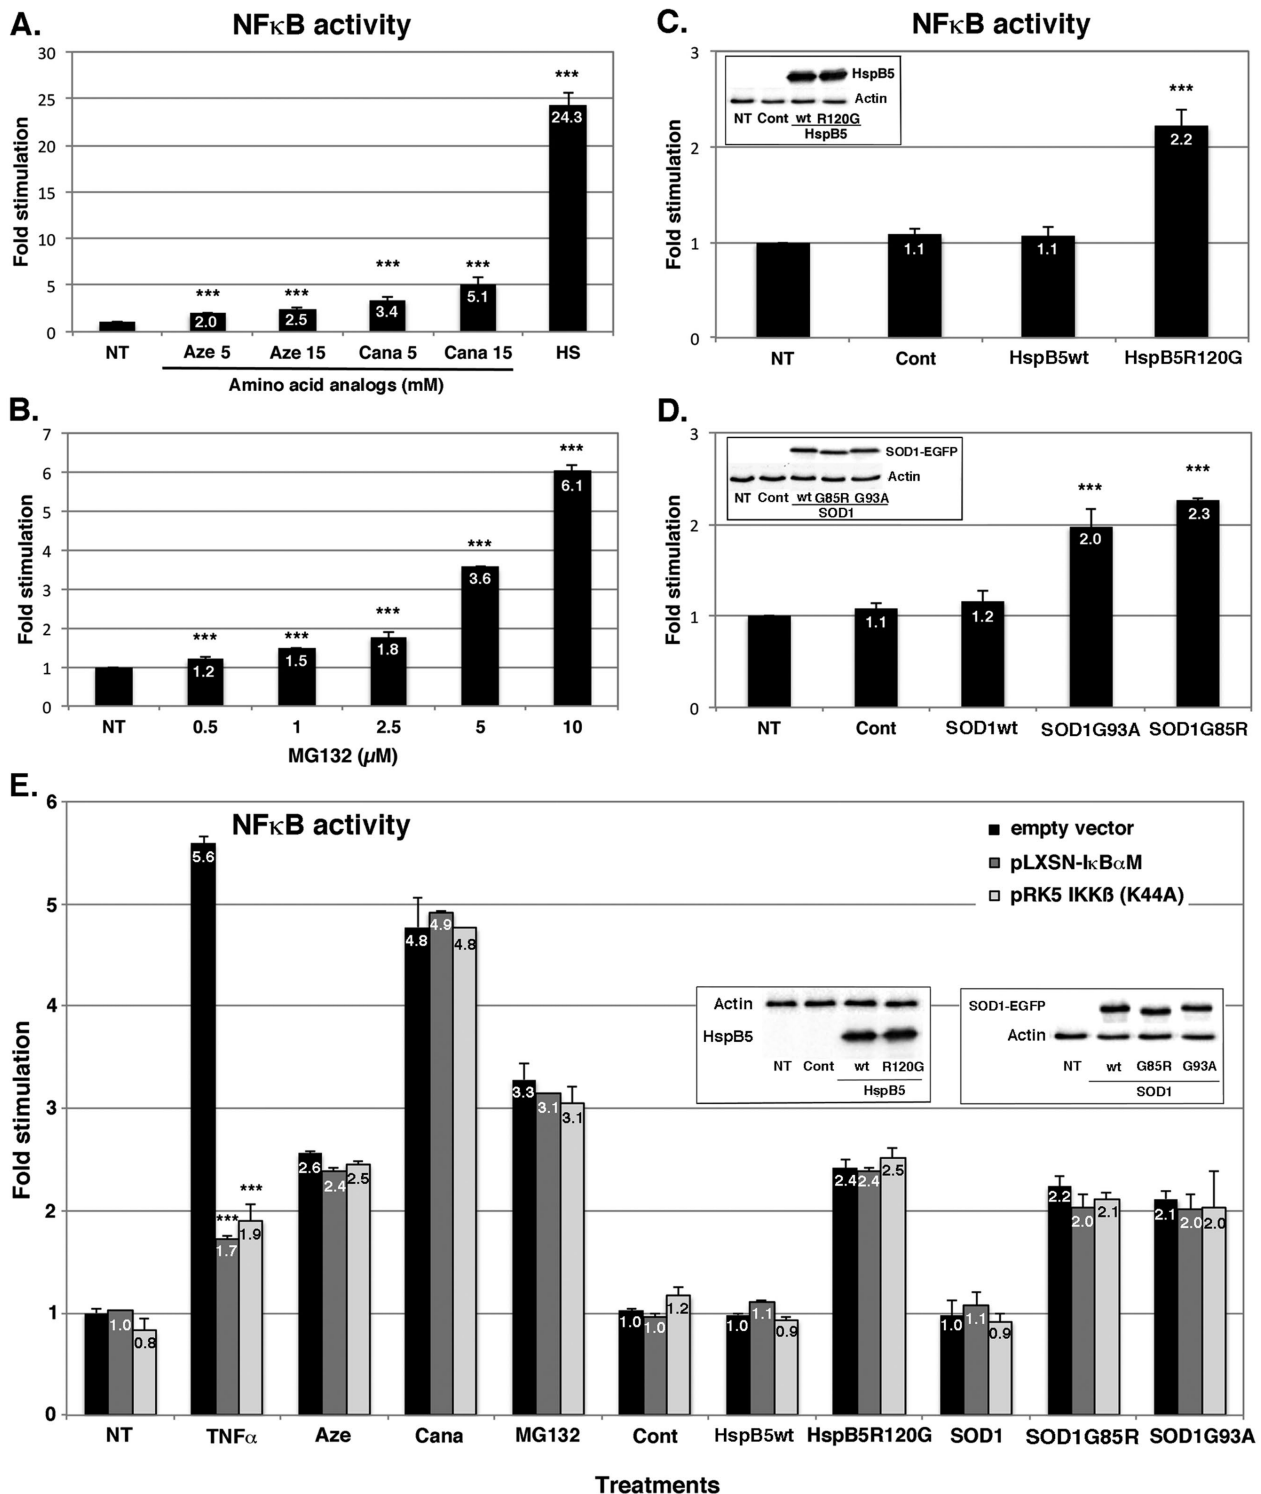 A.
NFκB activity
Fold stimulation
30
25
20
15
10
5
0
***
***
***
***
***
2.0
2.5
3.4
5.1
24.3
NT
Aze 5
Aze 15
Cana 5
Cana 15
HS
Amino acid analogs (mM)
B.
Fold stimulation
7
6
5
4
3
2
1
0
***
***
***
***
***
1.2
1.5
1.8
3.6
6.1
NT
0.5
1
2.5
5
10
MG132 (µM)
C.
NFκB activity
Fold stimulation
3
2
1
0
HspB5
Actin
NT Cont wt R120G
HspB5
***
1.1
1.1
2.2
NT
Cont
HspB5wt
HspB5R120G
D.
Fold stimulation
3
2
1
0
SOD1-EGFP
Actin
NT Cont wt G85R G93A
SOD1
***
***
1.1
1.2
2.0
2.3
NT
Cont
SOD1wt
SOD1G93A
SOD1G85R
E.
NFκB activity
Fold stimulation
6
5
4
3
2
1
0
empty vector
pLXSN-IκBαM
pRK5 IKKß (K44A)
Actin
HspB5
NT Cont wt R120G
HspB5
SOD1-EGFP
Actin
NT wt G85R G93A
SOD1
1.0
0.8
5.6
***
1.7
***
1.9
2.6
2.4
2.5
4.8
4.9
4.8
3.3
3.1
3.1
1.0
1.0
1.2
1.0
1.1
0.9
2.4
2.4
2.5
1.0
1.1
0.9
2.2
2.0
2.1
2.1
2.0
2.0
NT
TNFα
Aze
Cana
MG132
Cont
HspB5wt
HspB5R120G
SOD1
SOD1G85R
SOD1G93A
Treatments